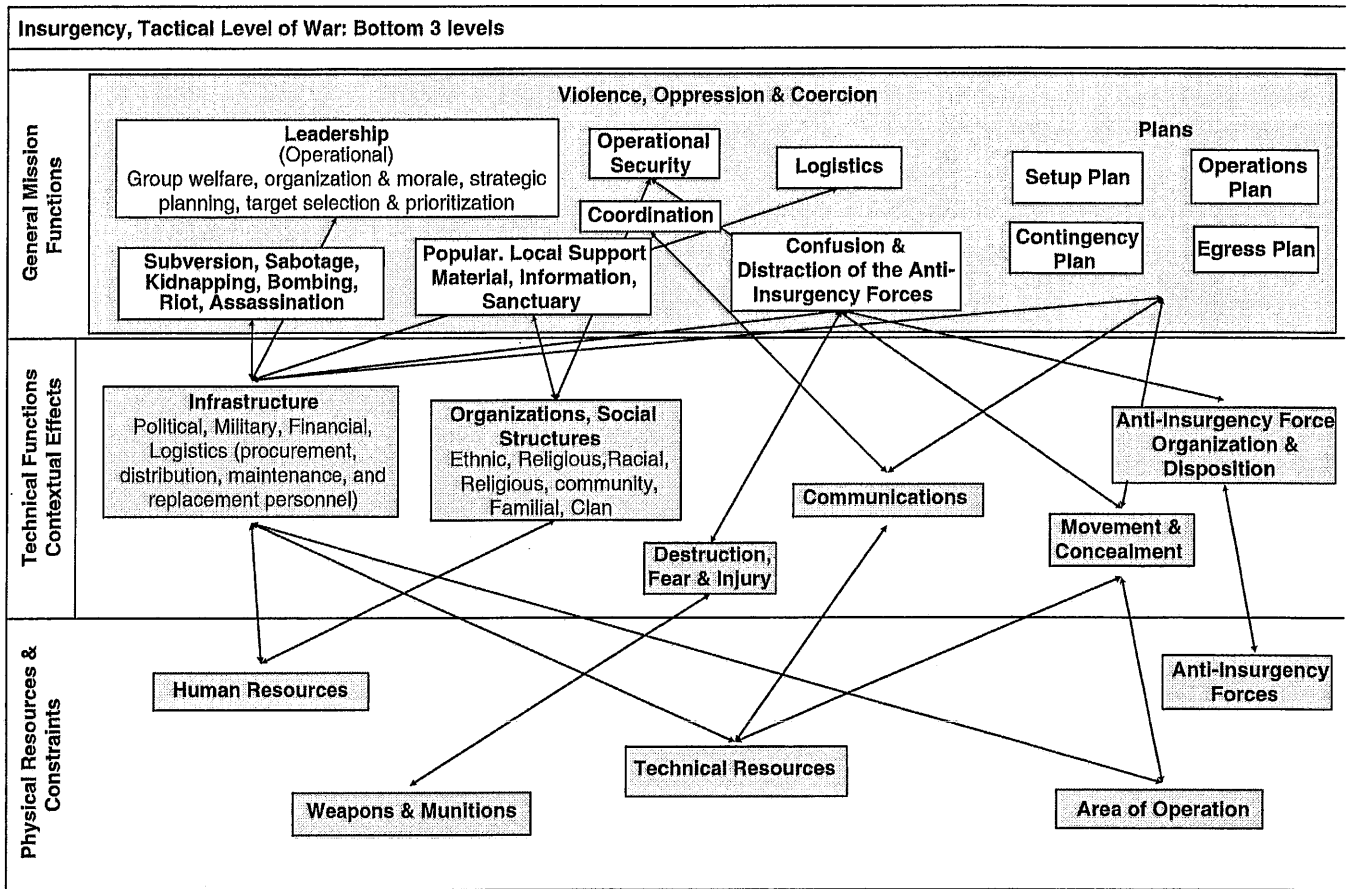 Insurgency, Tactical Level of War: Bottom 3 levels
General Mission
Functions
Violence, Oppression & Coercion
Leadership
(Operational)
Group welfare, organization & morale, strategic
planning, target selection & prioritization
Operational
Security
Logistics
Coordination
Plans
Setup Plan
Operations
Plan
Contingency
Plan
Egress Plan
Subversion, Sabotage,
Kidnapping, Bombing,
Riot, Assassination
Popular. Local Support
Material, Information,
Sanctuary
Confusion &
Distraction of the Anti-
Insurgency Forces
Technical Functions
Contextual Effects
Infrastructure
Political, Military, Financial,
Logistics (procurement,
distribution, maintenance, and
replacement personnel)
Organizations, Social
Structures
Ethnic, Religious,Racial,
Religious, community,
Familial, Clan
Communications
Anti-Insurgency Force
Organization &
Disposition
Destruction,
Fear & Injury
Movement &
Concealment
Physical Resources &
Constraints
Human Resources
Anti-Insurgency
Forces
Technical Resources
Weapons & Munitions
Area of Operation